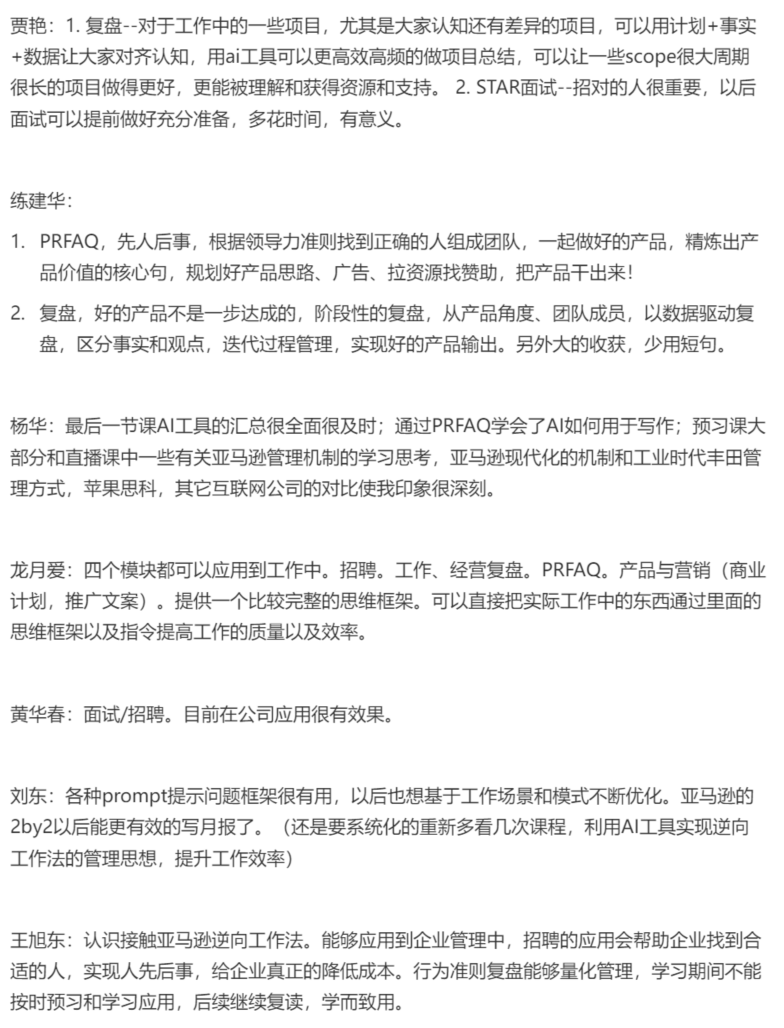 贾艳：1. 复盘--对于工作中的一些项目，尤其是大家认知还有差异的项目，可以用计划+事实
+数据让大家对齐认知，用ai工具可以更高效高频的做项目总结，可以让一些scope很大周期
很长的项目做得更好，更能被理解和获得资源和支持。 2. STAR面试--招对的人很重要，以后
面试可以提前做好充分准备，多花时间，有意义。
练建华：
1. PRFAQ，先人后事，根据领导力准则找到正确的人组成团队，一起做好的产品，精炼出产
品价值的核心句，规划好产品思路、广告、拉资源找赞助，把产品干出来！
2. 复盘，好的产品不是一步达成的，阶段性的复盘，从产品角度、团队成员，以数据驱动复
盘，区分事实和观点，迭代过程管理，实现好的产品输出。另外大的收获，少用短句。
杨华：最后一节课AI工具的汇总很全面很及时；通过PRFAQ学会了AI如何用于写作；预习课大
部分和直播课中一些有关亚马逊管理机制的学习思考，亚马逊现代化的机制和工业时代丰田管
理方式，苹果思科，其它互联网公司的对比使我印象很深刻。
龙月爱：四个模块都可以应用到工作中。招聘。工作、经营复盘。PRFAQ。产品与营销（商业
计划，推广文案）。提供一个比较完整的思维框架。可以直接把实际工作中的东西通过里面的
思维框架以及指令提高工作的质量以及效率。
黄华春：面试/招聘。目前在公司应用很有效果。
刘东：各种prompt提示问题框架很有用，以后也想基于工作场景和模式不断优化。亚马逊的
2by2以后能更有效的写月报了。（还是要系统化的重新多看几次课程，利用AI工具实现逆向
工作法的管理思想，提升工作效率）
王旭东：认识接触亚马逊逆向工作法。能够应用到企业管理中，招聘的应用会帮助企业找到合
适的人，实现人先后事，给企业真正的降低成本。行为准则复盘能够量化管理，学习期间不能
按时预习和学习应用，后续继续复读，学而致用。